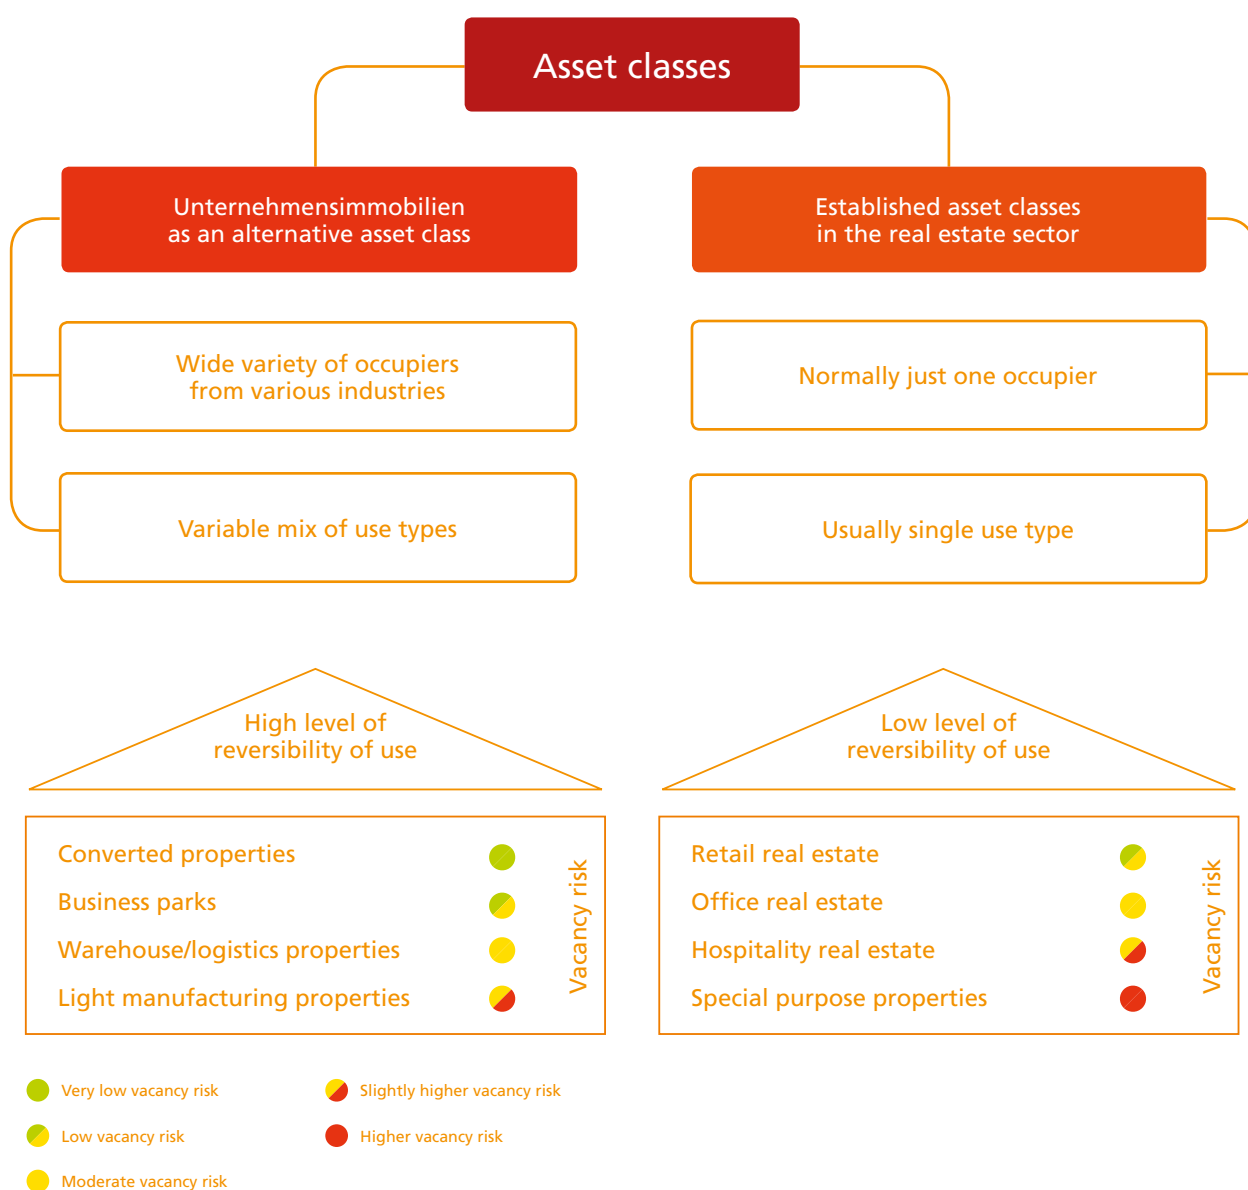 Asset classes
Unternehmensimmobilien
as an alternative asset class
Established asset classes
in the real estate sector
Wide variety of occupiers
from various industries
Normally just one occupier
Variable mix of use types
Usually single use type
High level of
reversibility of use
Low level of
reversibility of use
Converted properties
Business parks
Warehouse/logistics properties
Light manufacturing properties
Vacancy risk
Retail real estate
Office real estate
Hospitality real estate
Special purpose properties
Vacancy risk
Very low vacancy risk
Low vacancy risk
Moderate vacancy risk
Slightly higher vacancy risk
Higher vacancy risk